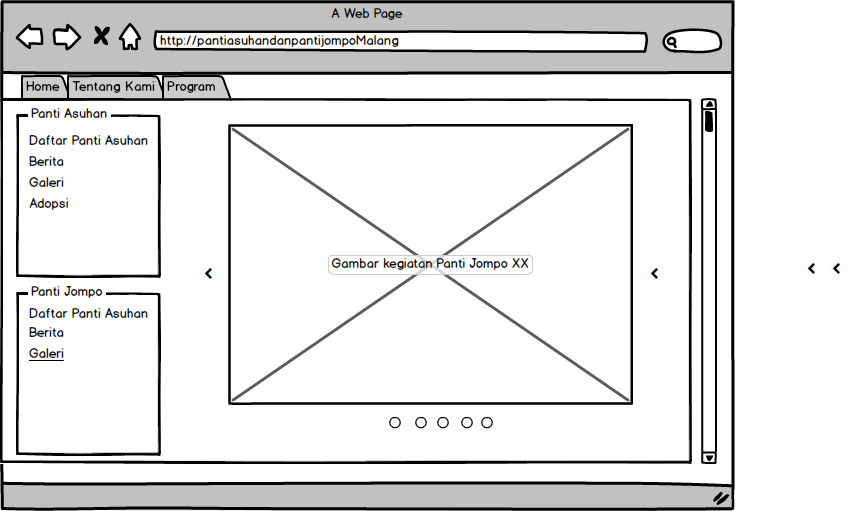 A Web Page
http://pantiasuhandanpantijompoMalang
Home
Tentang Kami
Program
Panti Asuhan
Daftar Panti Asuhan
Berita
Galeri
Adopsi
Gambar kegiatan Panti Jompo XX
Panti Jompo
Daftar Panti Asuhan
Berita
Galeri